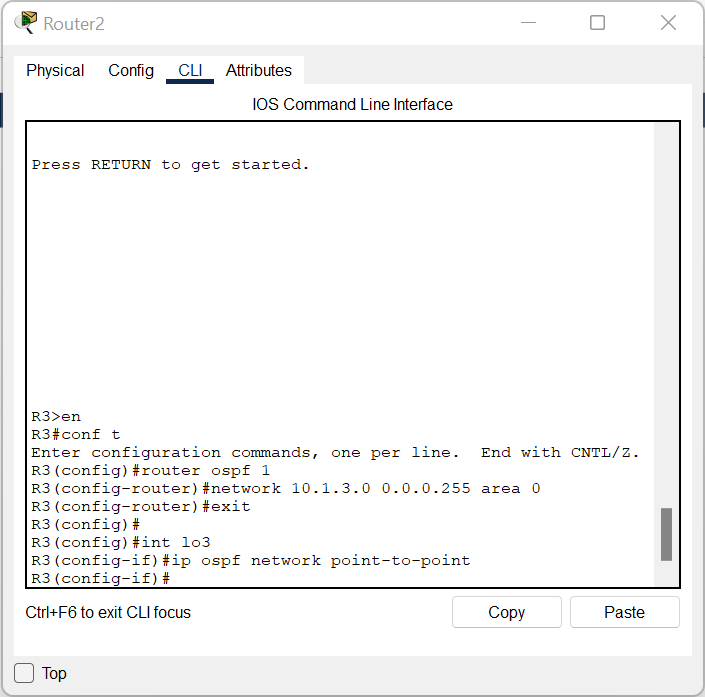 Router2
Physical Config CLI Attributes
IOS Command Line Interface
Press RETURN to get started.
R3>en
R3#conf t
Enter configuration commands, one per line.  End with CNTL/Z.
R3(config)#router ospf 1
R3(config-router)#network 10.1.3.0 0.0.0.255 area 0
R3(config-router)#exit
R3(config)#
R3(config)#int lo3
R3(config-if)#ip ospf network point-to-point
R3(config-if)#
Ctrl+F6 to exit CLI focus
Copy Paste
Top